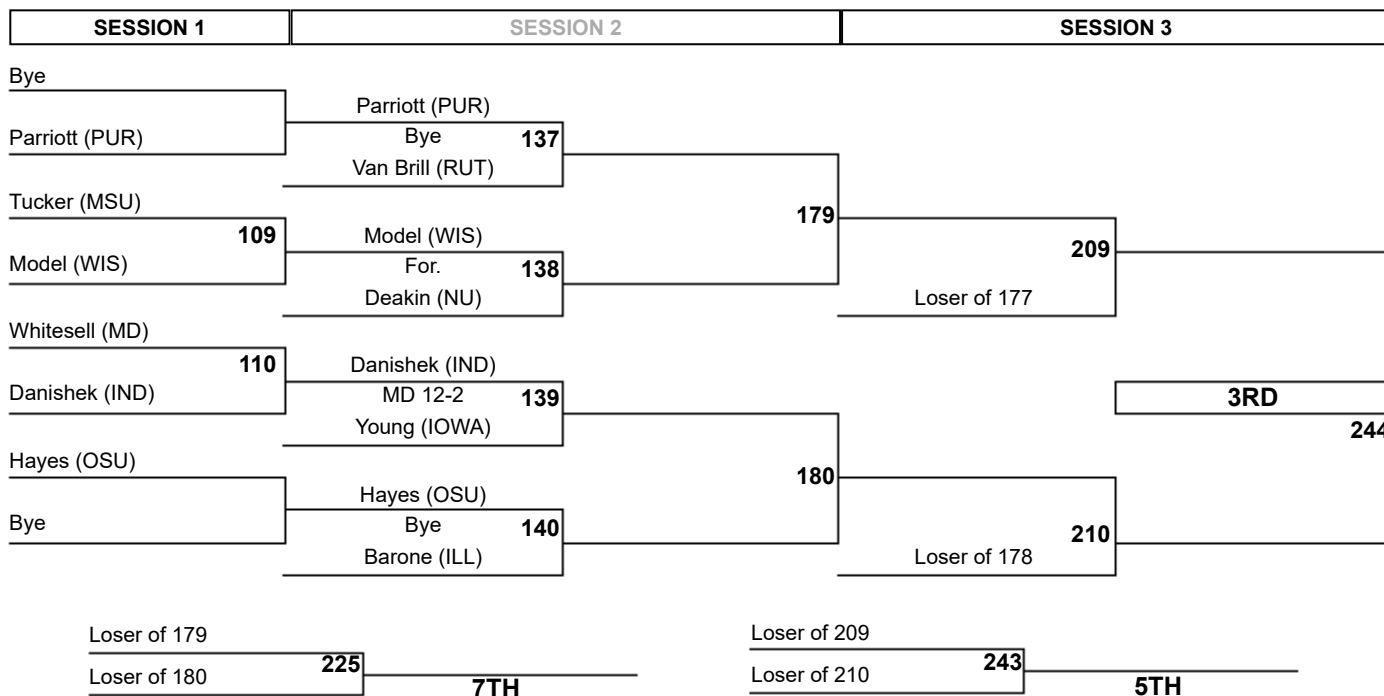 SESSION 1
SESSION 2
SESSION 3
Bye
Parriott (PUR)
Tucker (MSU)
109
Model (WIS)
Whitesell (MD)
110
Danishek (IND)
Hayes (OSU)
Bye
Parriott (PUR)
Bye
137
Van Brill (RUT)
Model (WIS)
For.
138
Deakin (NU)
Danishek (IND)
MD 12-2
139
Young (IOWA)
Hayes (OSU)
Bye
140
Barone (ILL)
179
180
209
Loser of 177
3RD
244
210
Loser of 178
Loser of 179
225
Loser of 180
7TH
Loser of 209
243
Loser of 210
5TH